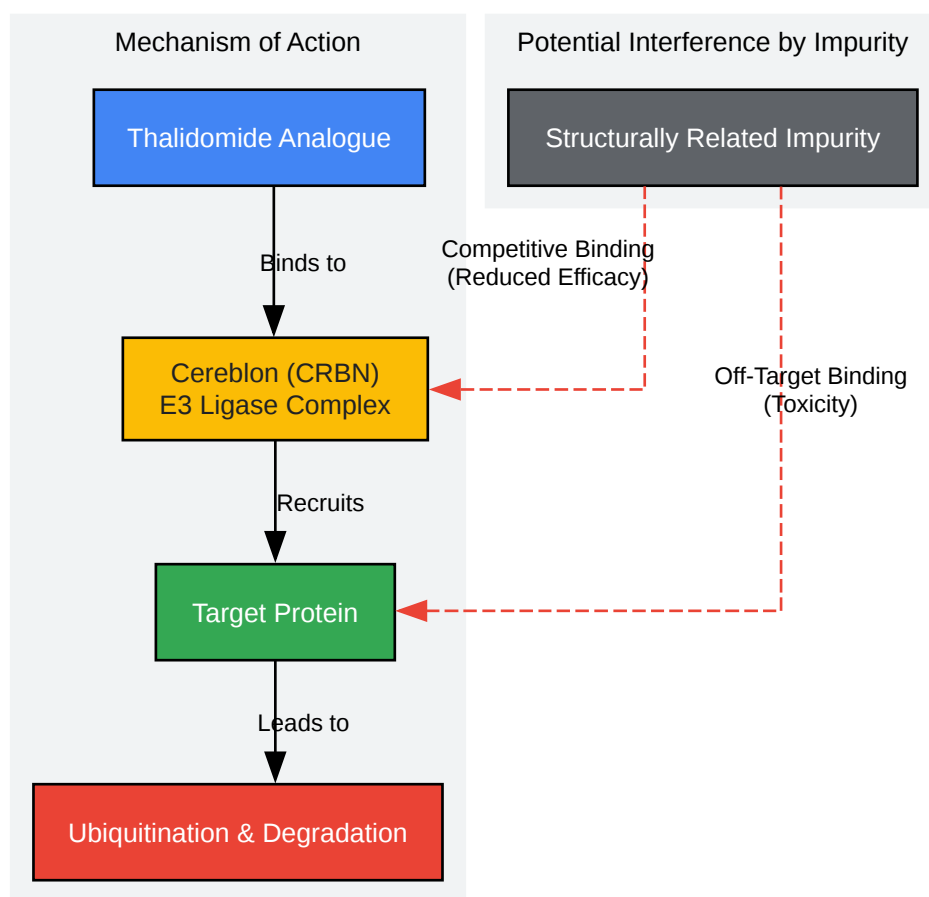 Mechanism of Action
Potential Interference by Impurity
Thalidomide Analogue
Structurally Related Impurity
Binds to
Competitive Binding
(Reduced Efficacy)
Cereblon (CRBN)
E3 Ligase Complex
Off-Target Binding
(Toxicity)
Recruits
Target Protein
Leads to
Ubiquitination & Degradation